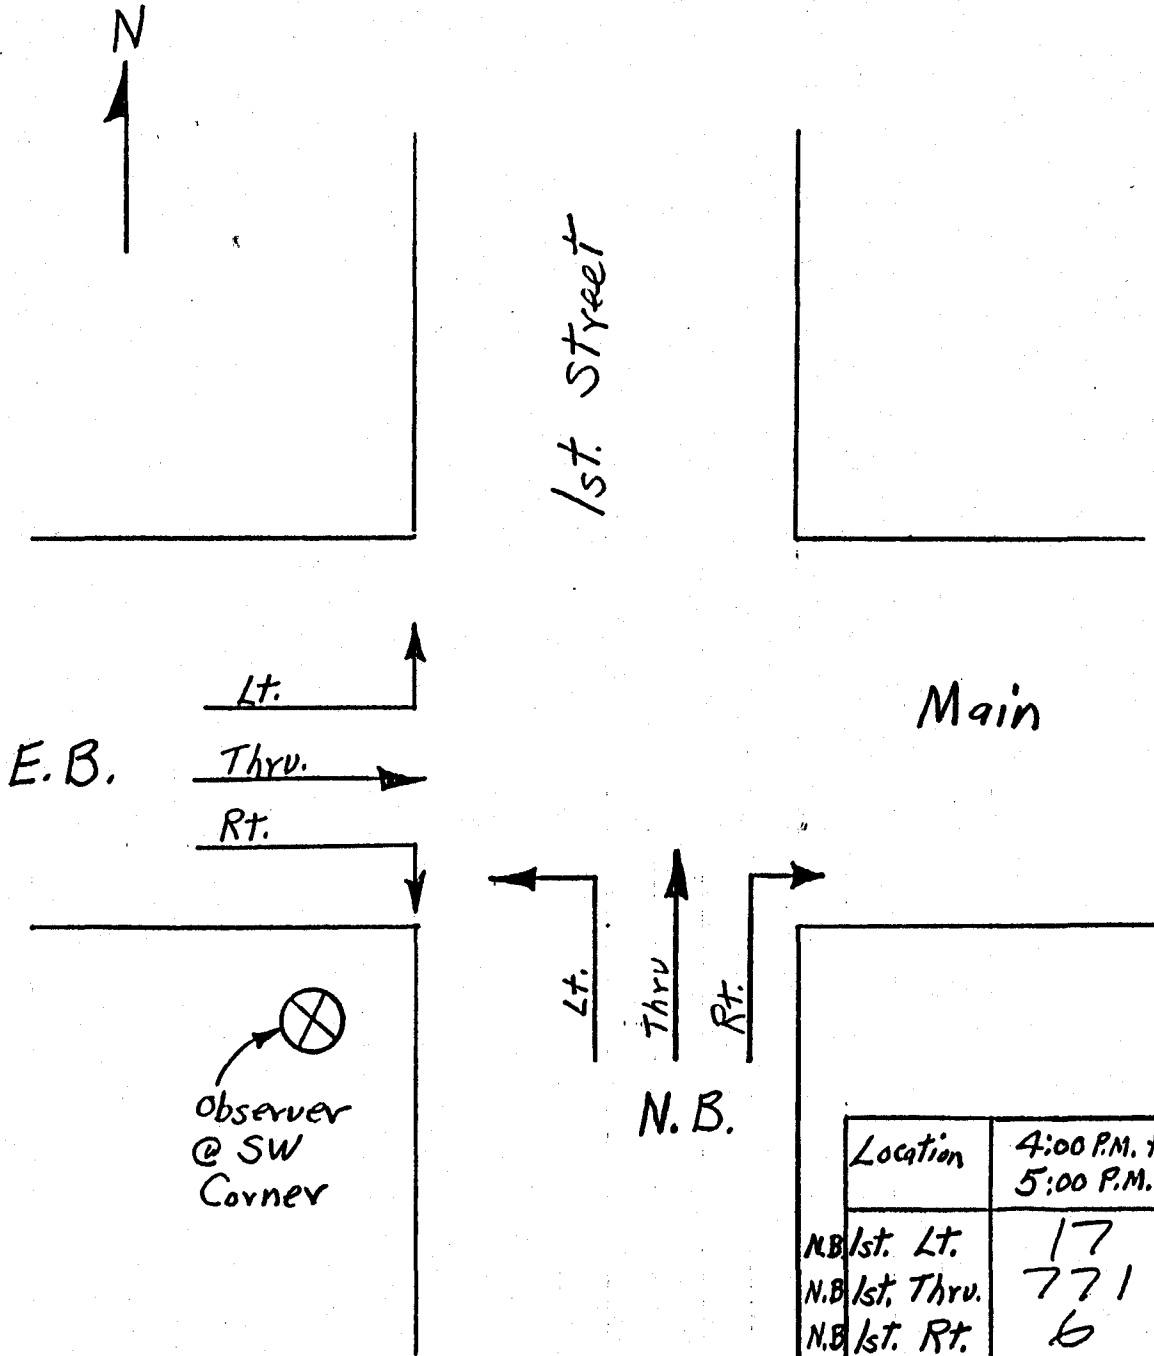 N
1st. Street
Lt.
E.B.
Thru.
Rt.
Main
Lt.
Thru
Rt.
N.B.
Observer
@ SW
Corner
Location
4:00 P.M.
5:00 P.M.
N.B. 1st. Lt. 17
N.B 1st. Thru. 771
N.B 1st. Rt. 6